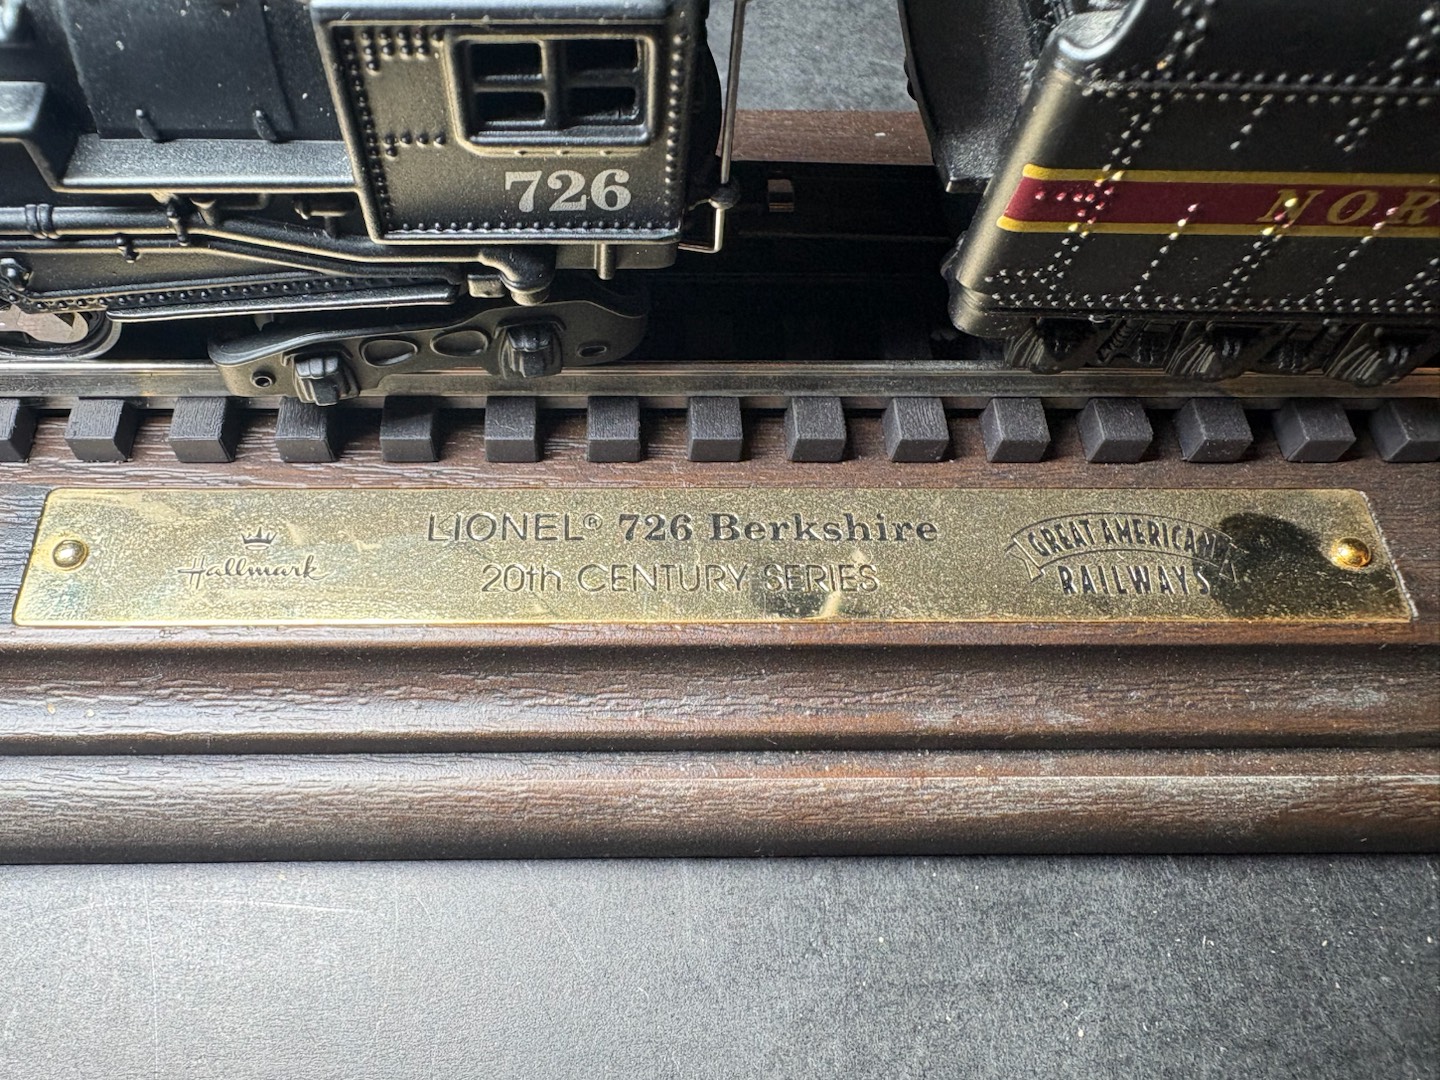 726
NOR
Hallmark
LIONEL® 726 Berkshire
20th CENTURY SERIES
GREAT AMERICAN
RAILWAYS